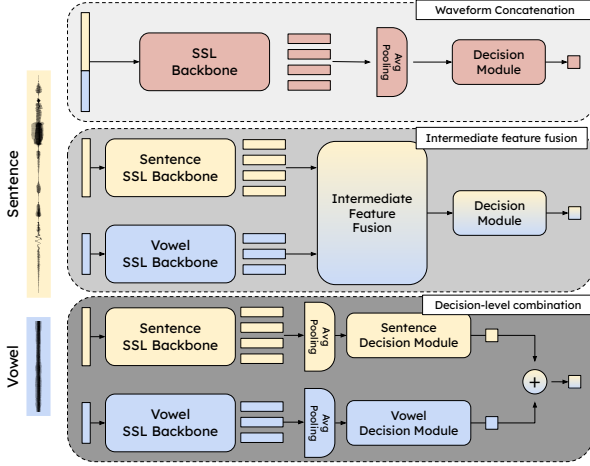 Waveform Concatenation
SSL
Backbone
Avg
Pooling
Decision
Module
Sentence
Intermediate feature fusion
Sentence
SSL Backbone
Vowel
SSL Backbone
Intermediate
Feature
Fusion
Decision
Module
Vowel
Decision-level combination
Sentence
SSL Backbone
Avg
Pooling
Sentence
Decision Module
+
Vowel
SSL Backbone
Avg
Pooling
Vowel
Decision Module